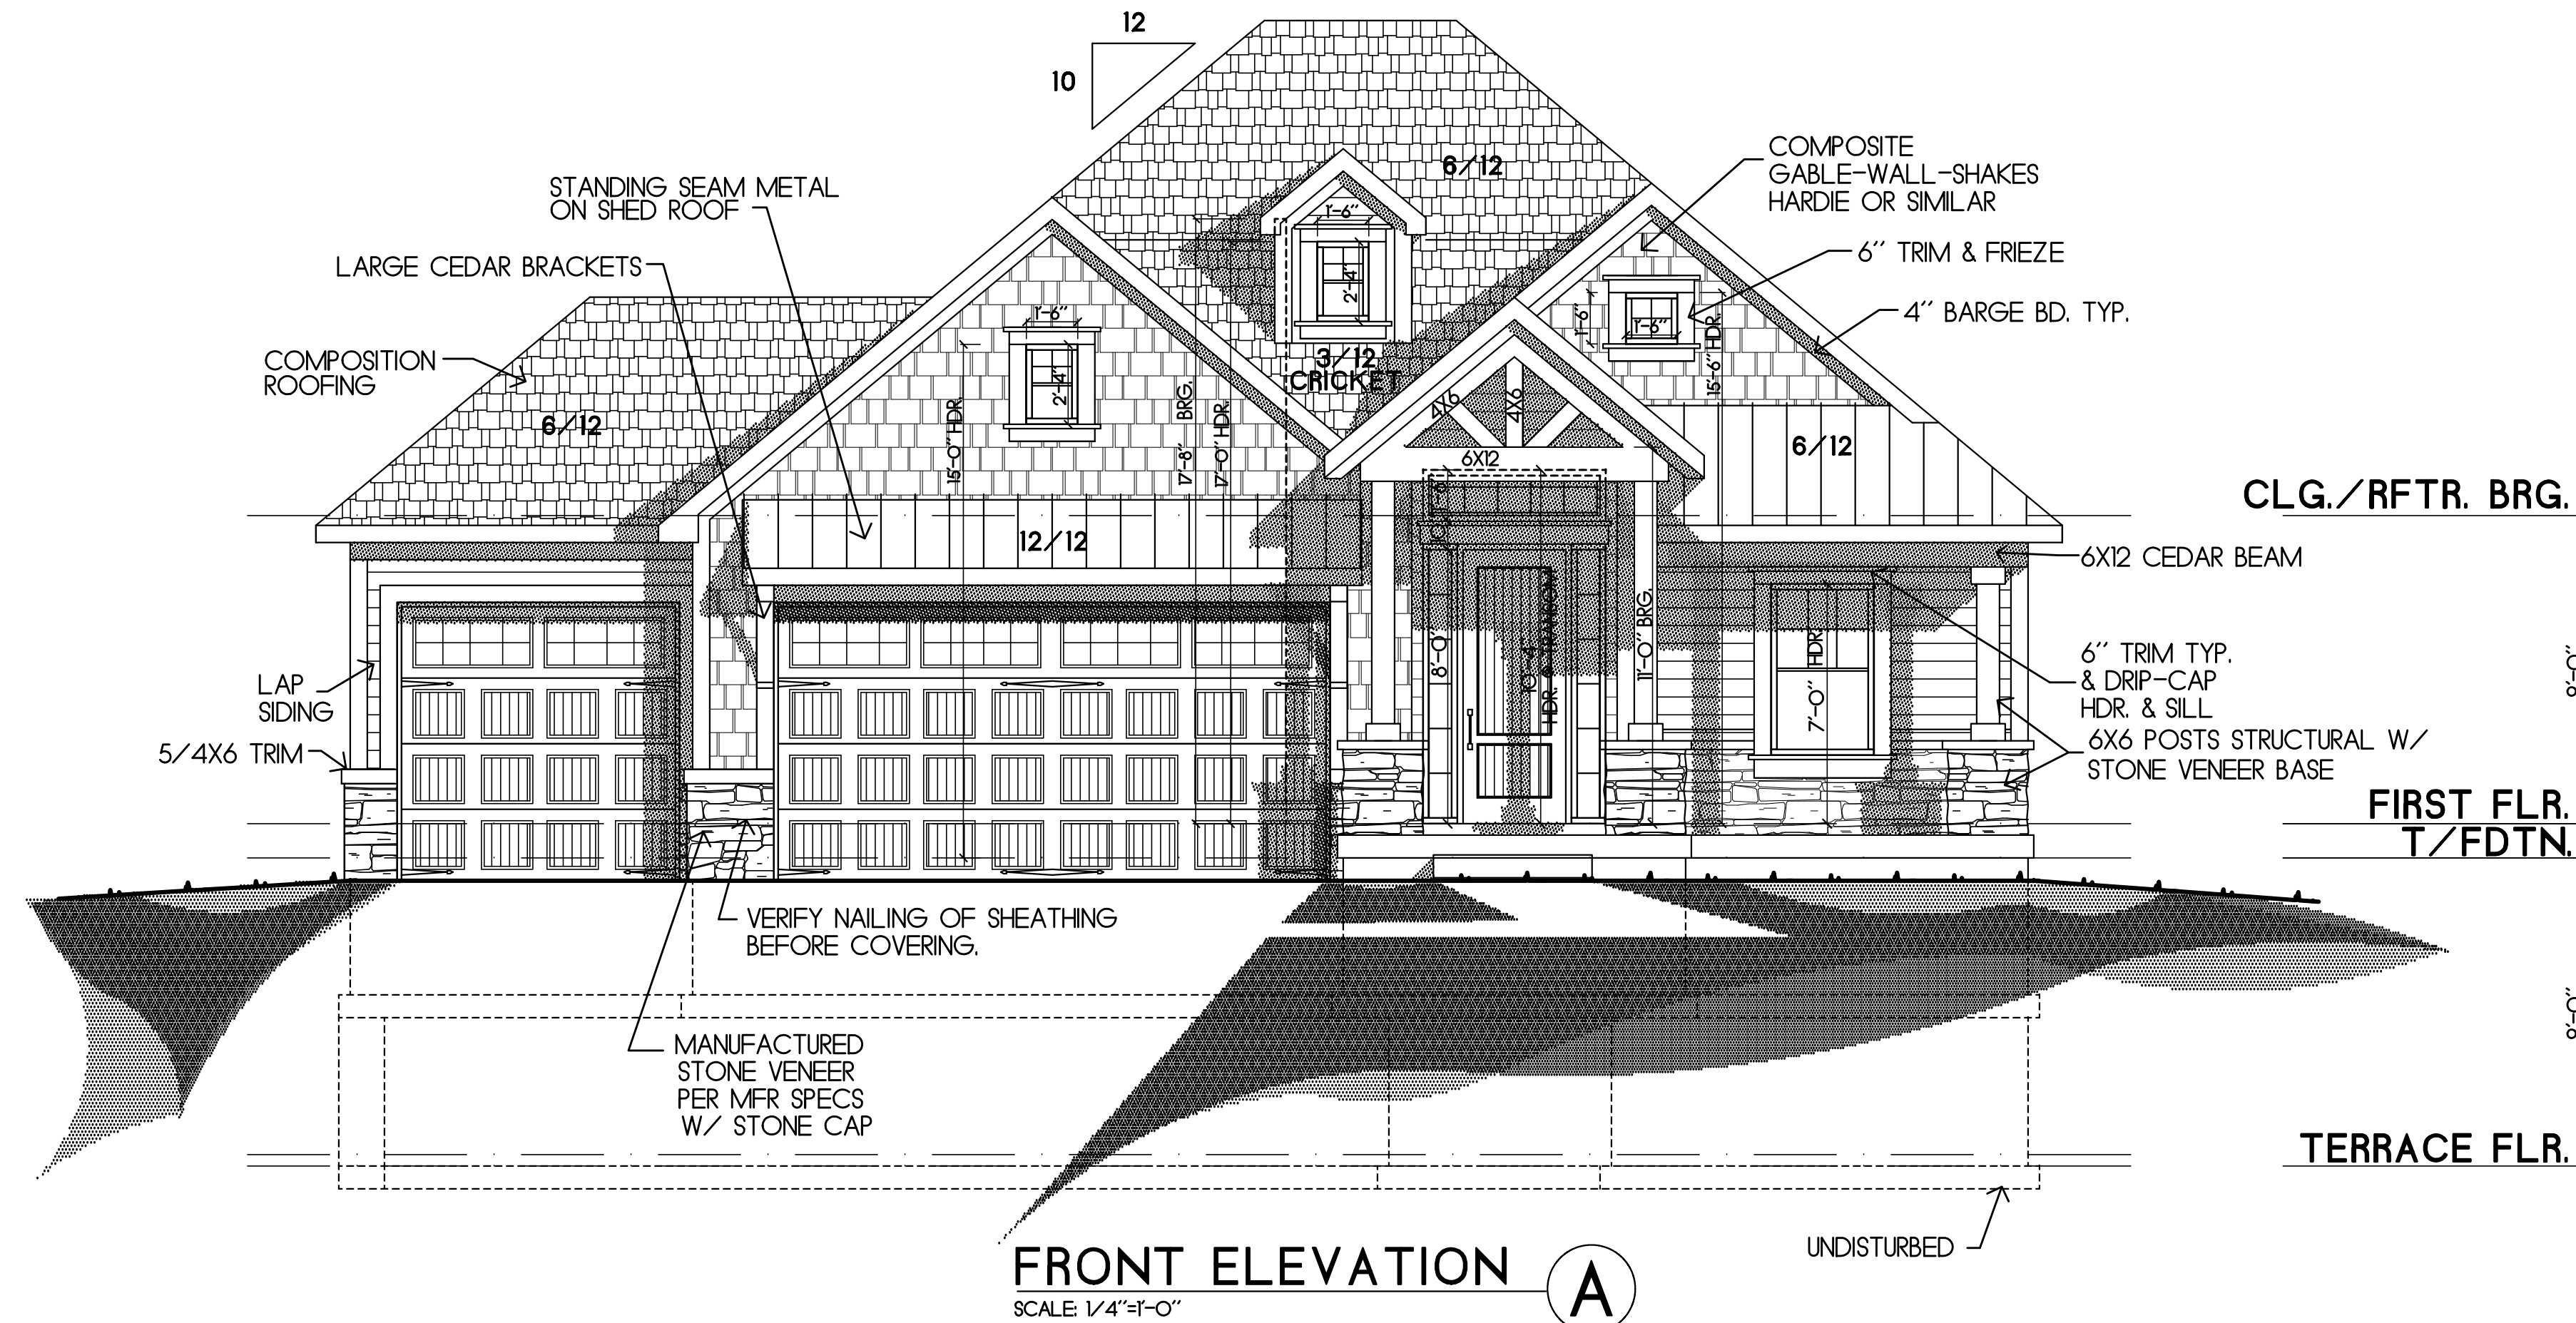 12
10
COMPOSITE
GABLE-WALL-SHAKES
HARDIE OR SIMILAR
6/12
STANDING SEAM METAL
ON SHED ROOF
1'-6"
6" TRIM & FRIEZE
LARGE CEDAR BRACKETS
2'-4"
4" BARGE BD. TYP.
1'-6"
1'-6"
1'-6"
15'-6" HDR.
COMPOSITION
ROOFING
3/12
CRICKET
2'-4"
15'-0" HDR.
17'-8" BRG.
17'-0" HDR.
4X6
4X6
6/12
6/12
6X12
CLG./RFTR. BRG.
12/12
6X12 CEDAR BEAM
8'-0"
10'-4"
HDR. @ TRANSOM
11'-0" BRG.
7'-0" HDR.
LAP
SIDING
6" TRIM TYP.
& DRIP-CAP
HDR. & SILL
5/4X6 TRIM
6X6 POSTS STRUCTURAL W/
STONE VENEER BASE
FIRST FLR.
T/FDTN.
VERIFY NAILING OF SHEATHING
BEFORE COVERING.
MANUFACTURED
STONE VENEER
PER MFR SPECS
W/ STONE CAP
TERRACE FLR.
UNDISTURBED
FRONT ELEVATION
A
SCALE: 1/4"=1'-0"